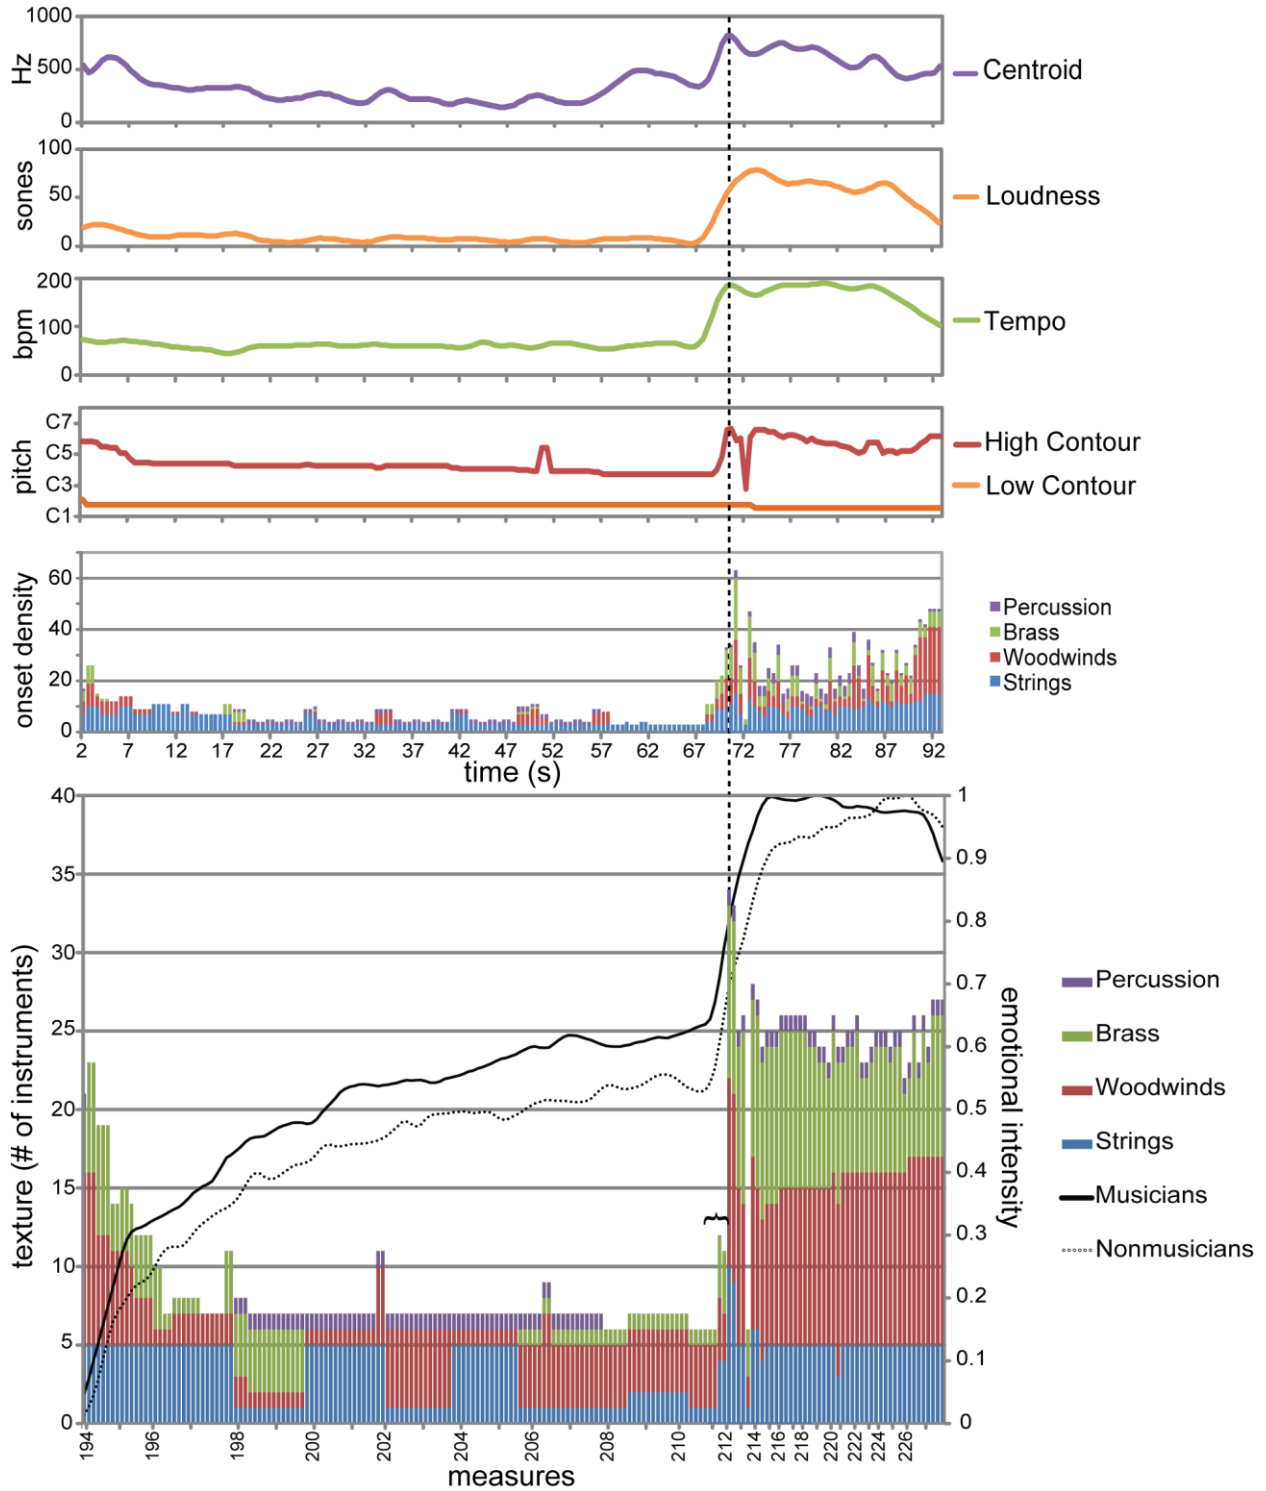 1000
500
0
Hz
Centroid
100
50
0
sones
Loudness
200
100
0
bpm
Tempo
C7
C5
C3
C1
pitch
High Contour
Low Contour
60
40
20
0
onset density
Percussion
Brass
Woodwinds
Strings
2 7 12 17 22 27 32 37 42 47 52 57 62 67 72 77 82 87 92
time (s)
40
35
30
25
20
15
10
5
0
texture (# of instruments)
1
0.9
0.8
0.7
0.6
0.5
0.4
0.3
0.2
0.1
0
emotional intensity
}
Percussion
Brass
Woodwinds
Strings
Musicians
Nonmusicians
194 196 198 200 202 204 206 208 210 212 214 216 218 220 222 224 226
measures